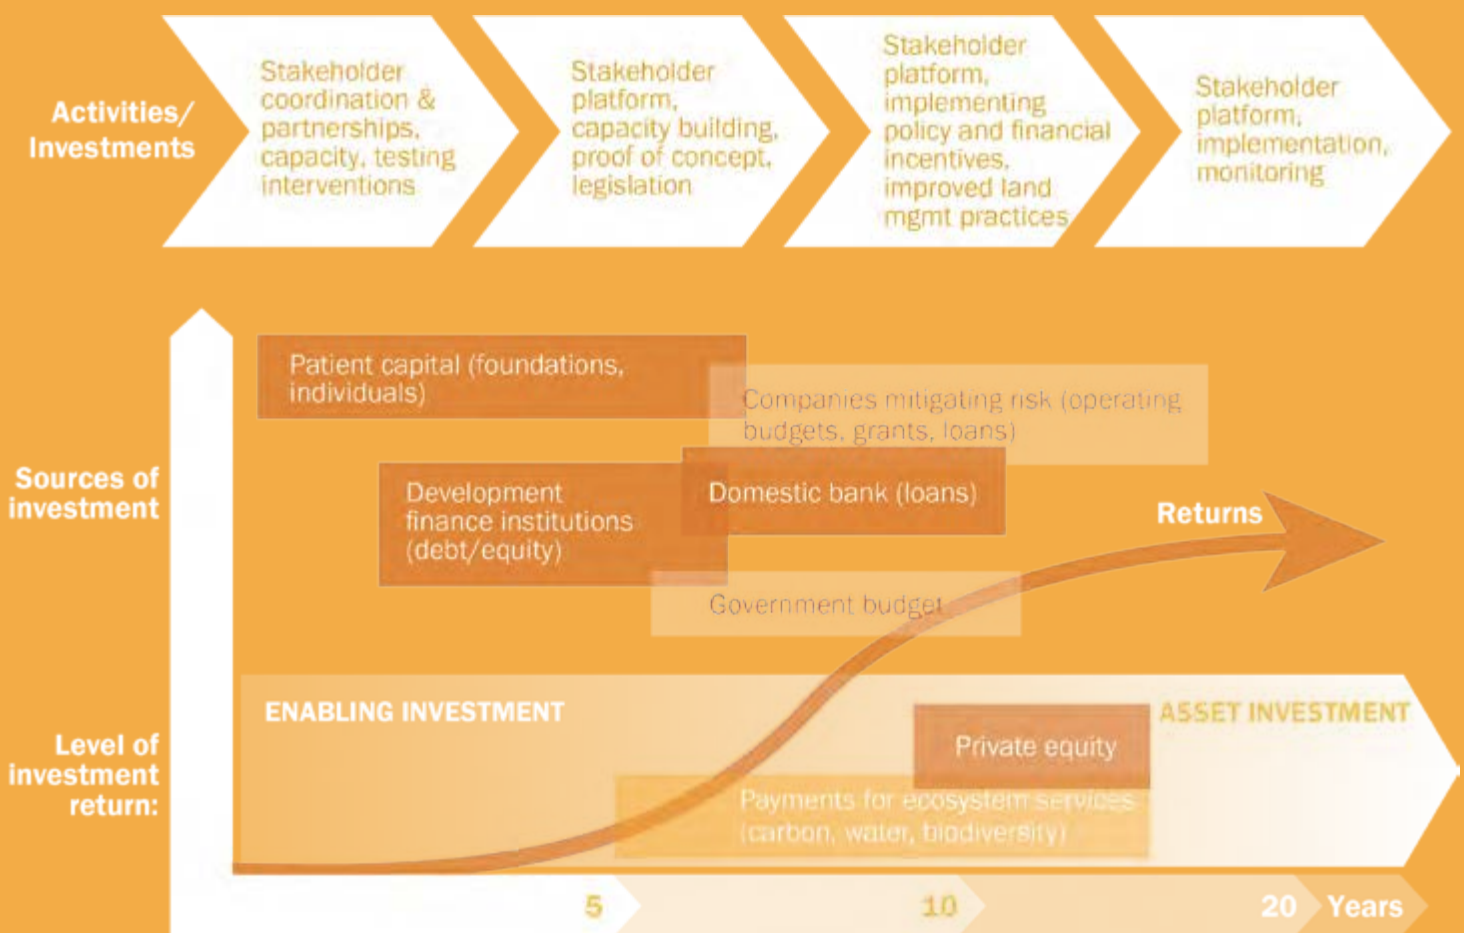 Activities/
Investments
Stakeholder
coordination &
partnerships,
capacity, testing
interventions
Stakeholder
platform,
capacity building,
proof of concept,
legislation
Stakeholder
platform,
implementing
policy and financial
incentives,
improved land
mgmt practices
Stakeholder
platform,
implementation,
monitoring
Sources of
investment
Patient capital (foundations,
individuals)
Companies mitigating risk (operating
budgets, grants, loans)
Development
finance institutions
(debt/equity)
Domestic bank (loans)
Returns
Government budget
Level of
investment
return:
ENABLING INVESTMENT
ASSET INVESTMENT
Private equity
Payments for ecosystem services
(carbon, water, biodiversity)
5
10
20
Years